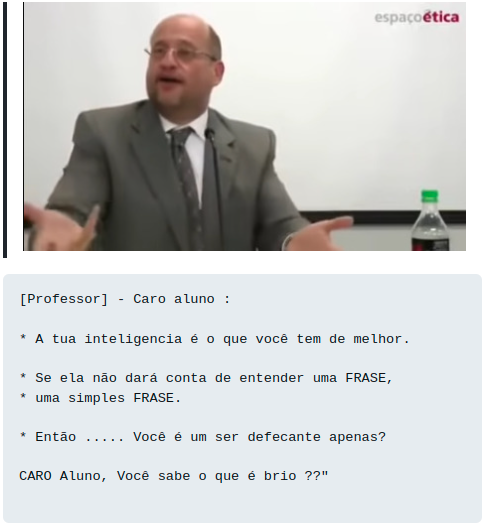 espaçoética
[Professor] - Caro aluno :
* A tua inteligencia é o que você tem de melhor.
* Se ela não dará conta de entender uma FRASE,
* uma simples FRASE.
* Então ..... Você é um ser defecante apenas?
CARO Aluno, Você sabe o que é brio ??"